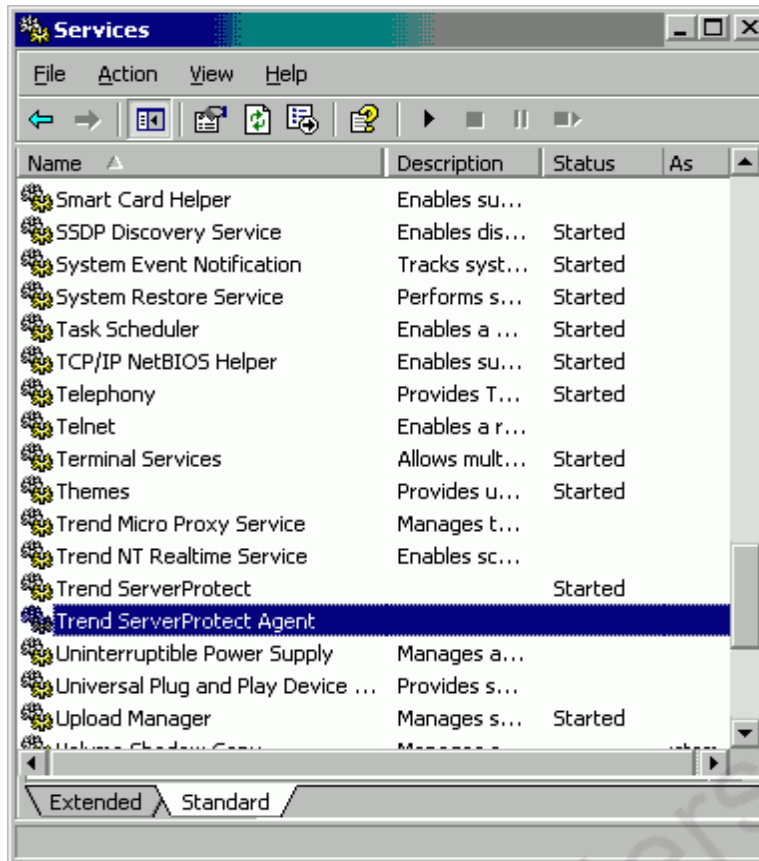 Services
File Action View Help
Name Description Status As
Smart Card Helper Enables su...
SSDP Discovery Service Enables dis... Started
System Event Notification Tracks syst... Started
System Restore Service Performs s... Started
Task Scheduler Enables a ... Started
TCP/IP NetBIOS Helper Enables su... Started
Telephony Provides T... Started
Telnet Enables a r...
Terminal Services Allows mult... Started
Themes Provides u... Started
Trend Micro Proxy Service Manages t...
Trend NT Realtime Service Enables sc...
Trend ServerProtect Started
Trend ServerProtect Agent
Uninterruptible Power Supply Manages a...
Universal Plug and Play Device ... Provides s...
Upload Manager Manages s... Started
Volume Shadow Copy
Extended Standard